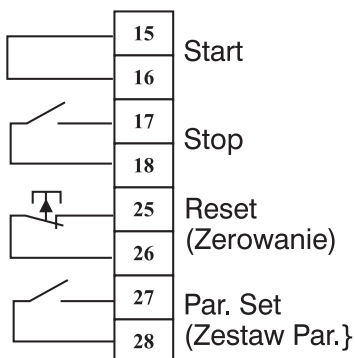 15
Start
16
17
Stop
18
25
Reset
(Zerowanie)
26
27
Par. Set
(Zestaw Par.}
28